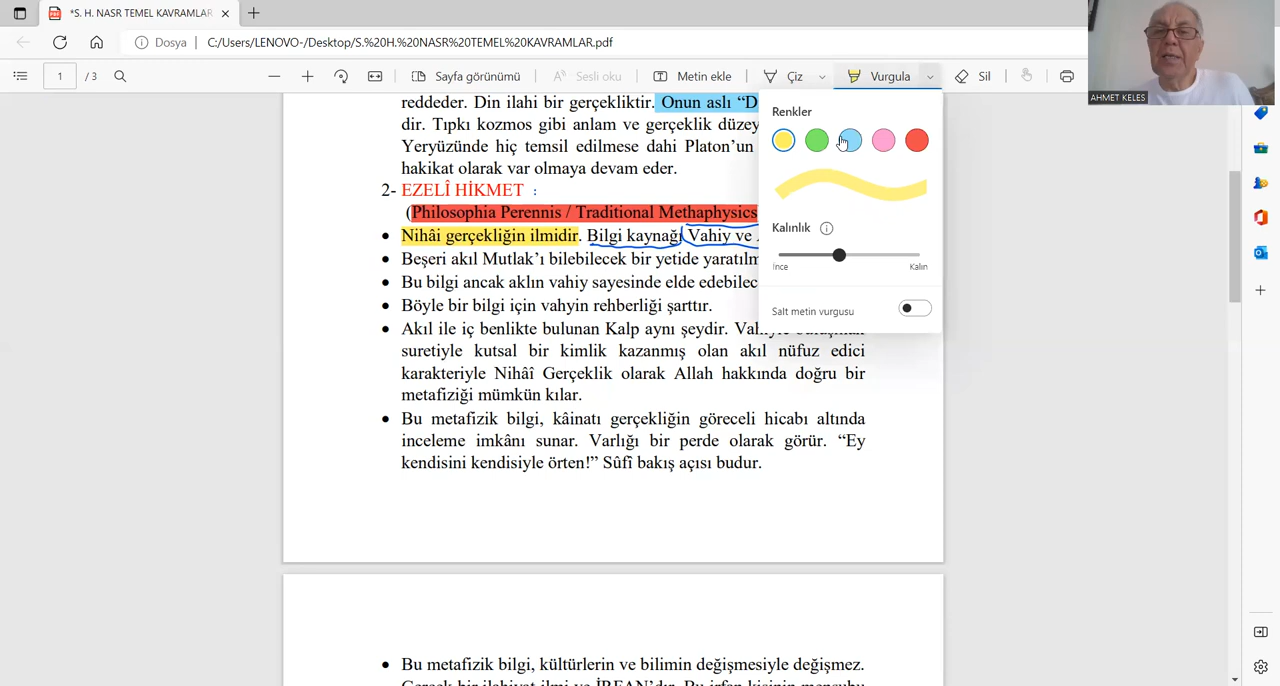 *S. H. NASR TEMEL KAVRAMLAR
Dosya
C:/Users/LENOVO-/Desktop/S.%20H.%20NASR%20TEMEL%20KAVRAMLAR.pdf
1 / 3
Sayfa görünümü
Sesli oku
Metin ekle
Çiz
Vurgula
Sil
AHMET KELES
Renkler
Kalınlık
İnce
Kalın
Salt metin vurgusu
reddeder. Din ilahi bir gerçekliktir. Onun aslı “D
dir. Tıpkı kozmos gibi anlam ve gerçeklik düzey
Yeryüzünde hiç temsil edilmese dahi Platon’un
hakikat olarak var olmaya devam eder.
2- EZELÎ HİKMET :
(Philosophia Perennis / Traditional Methaphysics
• Nihâi gerçekliğin ilmidir. Bilgi kaynağı Vahiy ve
• Beşeri akıl Mutlak’ı bilebilecek bir yetide yaratılm
• Bu bilgi ancak aklın vahiy sayesinde elde edebilec
• Böyle bir bilgi için vahyin rehberliği şarttır.
• Akıl ile iç benlikte bulunan Kalp aynı şeydir.
suretiyle kutsal bir kimlik kazanmış olan akıl nüfuz edici
karakteriyle Nihâî Gerçeklik olarak Allah hakkında doğru bir
metafiziği mümkün kılar.
• Bu metafizik bilgi, kâinatı gerçekliğin göreceli hicabı altında
inceleme imkânı sunar. Varlığı bir perde olarak görür. “Ey
kendisini kendisiyle örten!” Sûfî bakış açısı budur.
• Bu metafizik bilgi, kültürlerin ve bilimin değişmesiyle değişmez.